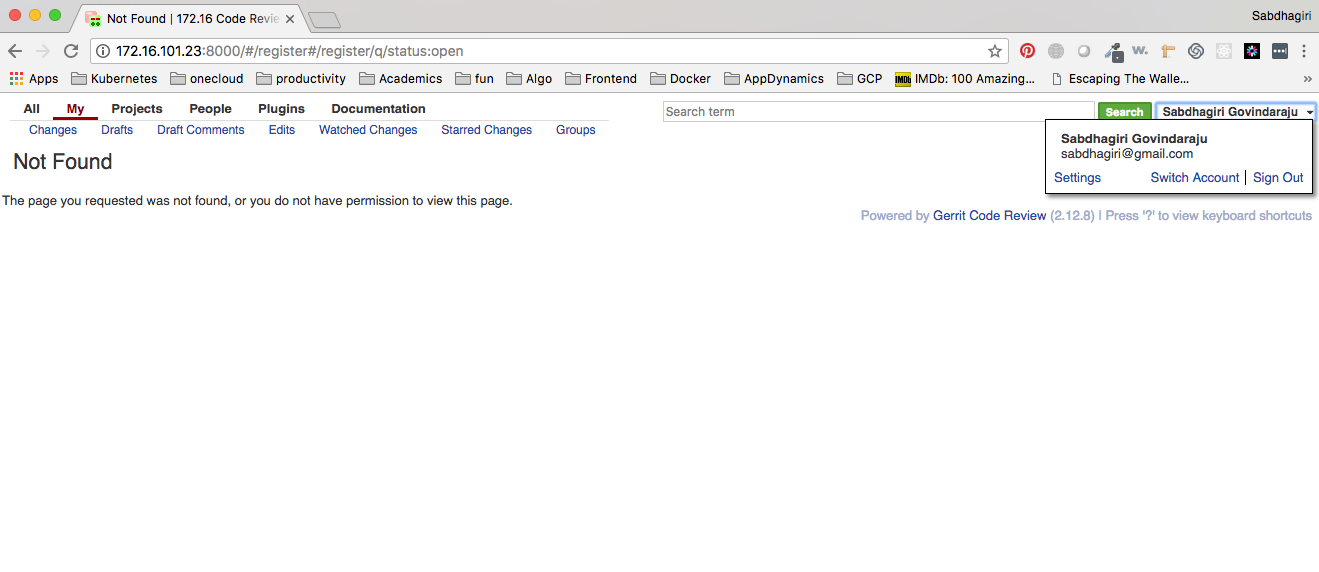 Not Found | 172.16 Code Revie
Sabdhagiri
172.16.101.23:8000/#/register#/register/q/status:open
w.
Apps Kubernetes onecloud productivity Academics fun Algo Frontend Docker AppDynamics GCP IMDb IMDb: 100 Amazing... Escaping The Walle... »
All My Projects People Plugins Documentation
Search term Search Sabdhagiri Govindaraju
Changes Drafts Draft Comments Edits Watched Changes Starred Changes Groups
Sabdhagiri Govindaraju
sabdhagiri@gmail.com
Settings Switch Account Sign Out
Not Found
The page you requested was not found, or you do not have permission to view this page.
Powered by Gerrit Code Review (2.12.8) | Press '?' to view keyboard shortcuts